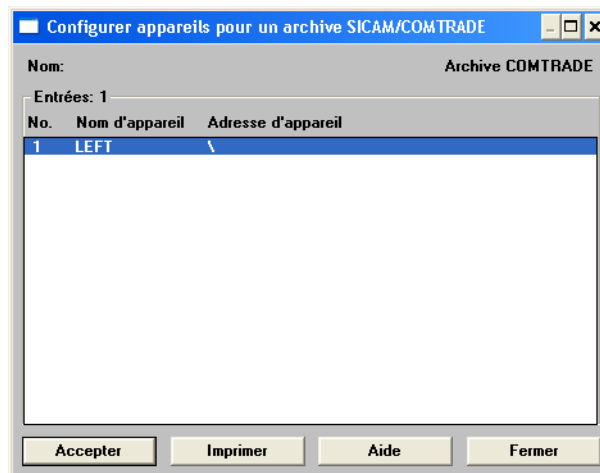 Configurer appareils pour un archive SICAM/COMTRADE
Nom: Archive COMTRADE
Entrées: 1
No. Nom d'appareil Adresse d'appareil
1 LEFT \
Accepter Imprimer Aide Fermer